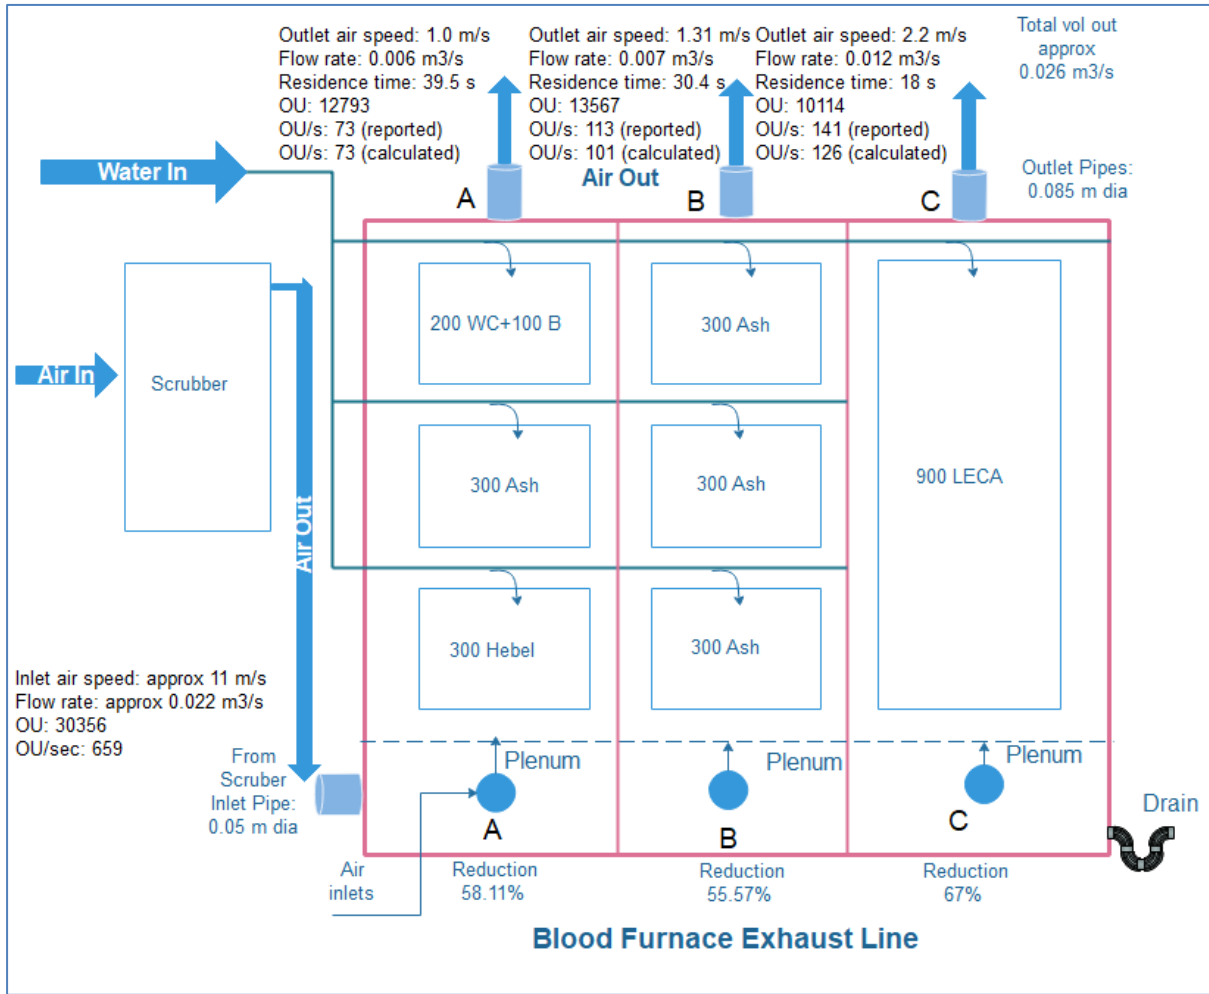 Outlet air speed: 1.0 m/s
Flow rate: 0.006 m3/s
Residence time: 39.5 s
OU: 12793
OU/s: 73 (reported)
OU/s: 73 (calculated)
Outlet air speed: 1.31 m/s
Flow rate: 0.007 m3/s
Residence time: 30.4 s
OU: 13567
OU/s: 113 (reported)
OU/s: 101 (calculated)
Outlet air speed: 2.2 m/s
Flow rate: 0.012 m3/s
Residence time: 18 s
OU: 10114
OU/s: 141 (reported)
OU/s: 126 (calculated)
Total vol out
approx
0.026 m3/s
Water In
Air Out
Outlet Pipes:
0.085 m dia
A
B
C
200 WC+100 B
300 Ash
Air In
Scrubber
300 Ash
300 Ash
900 LECA
Air Out
300 Hebel
300 Ash
Inlet air speed: approx 11 m/s
Flow rate: approx 0.022 m3/s
OU: 30356
OU/sec: 659
From
Scruber
Inlet Pipe:
0.05 m dia
Plenum
Plenum
Plenum
A
B
C
Drain
Air
inlets
Reduction
58.11%
Reduction
55.57%
Reduction
67%
Blood Furnace Exhaust Line